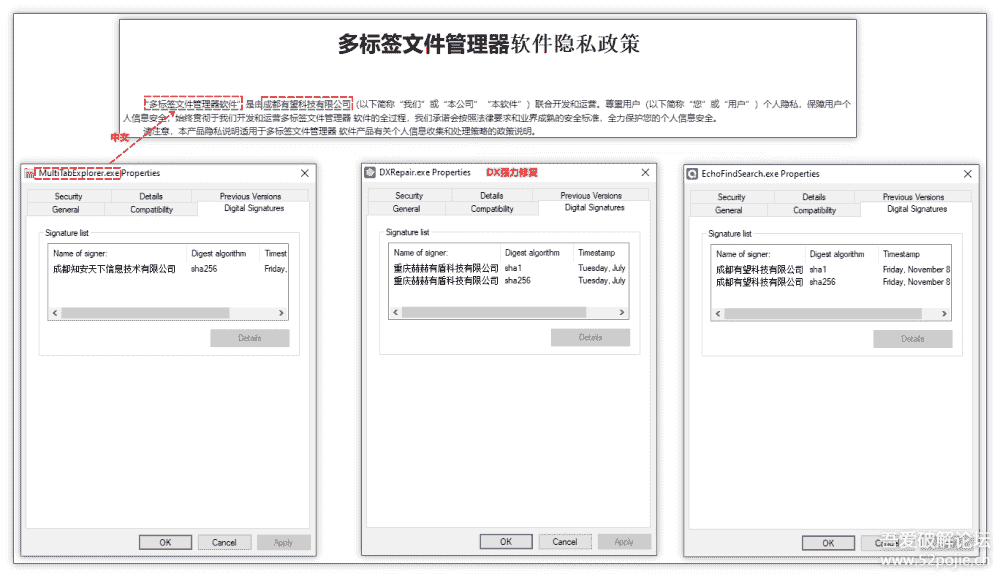 多标签文件管理器软件隐私政策
“多标签文件管理器软件” 是由成都有望科技有限公司（以下简称“我们”或“本公司” “本软件”）联合开发和运营。尊重用户（以下简称“您”或“用户”）个人隐私，保障用户个
人信息安全，始终贯彻于我们开发和运营多标签文件管理器 软件的全过程，我们承诺会按照法律要求和业界成熟的安全标准，全力保护您的个人信息安全。
请注意，本产品隐私说明适用于多标签文件管理器 软件产品有关个人信息收集和处理策略的政策说明。
中文
MultiTabExplorer.exe Properties
Security Details Previous Versions
General Compatibility Digital Signatures
Signature list
Name of signer: Digest algorithm Timest
成都知安天下信息技术有限公司 sha256 Friday,
Details
OK Cancel Apply
DXRepair.exe Properties DX强力修复
Security Details Previous Versions
General Compatibility Digital Signatures
Signature list
Name of signer: Digest algorithm Timestamp
重庆赫赫有盾科技有限公司 sha1 Tuesday, July
重庆赫赫有盾科技有限公司 sha256 Tuesday, July
Details
OK Cancel Apply
EchoFindSearch.exe Properties
Security Details Previous Versions
General Compatibility Digital Signatures
Signature list
Name of signer: Digest algorithm Timestamp
成都有望科技有限公司 sha1 Friday, November 8
成都有望科技有限公司 sha256 Friday, November 8
Details
OK Cancel
吾爱破解论坛
www.52pojie.cn